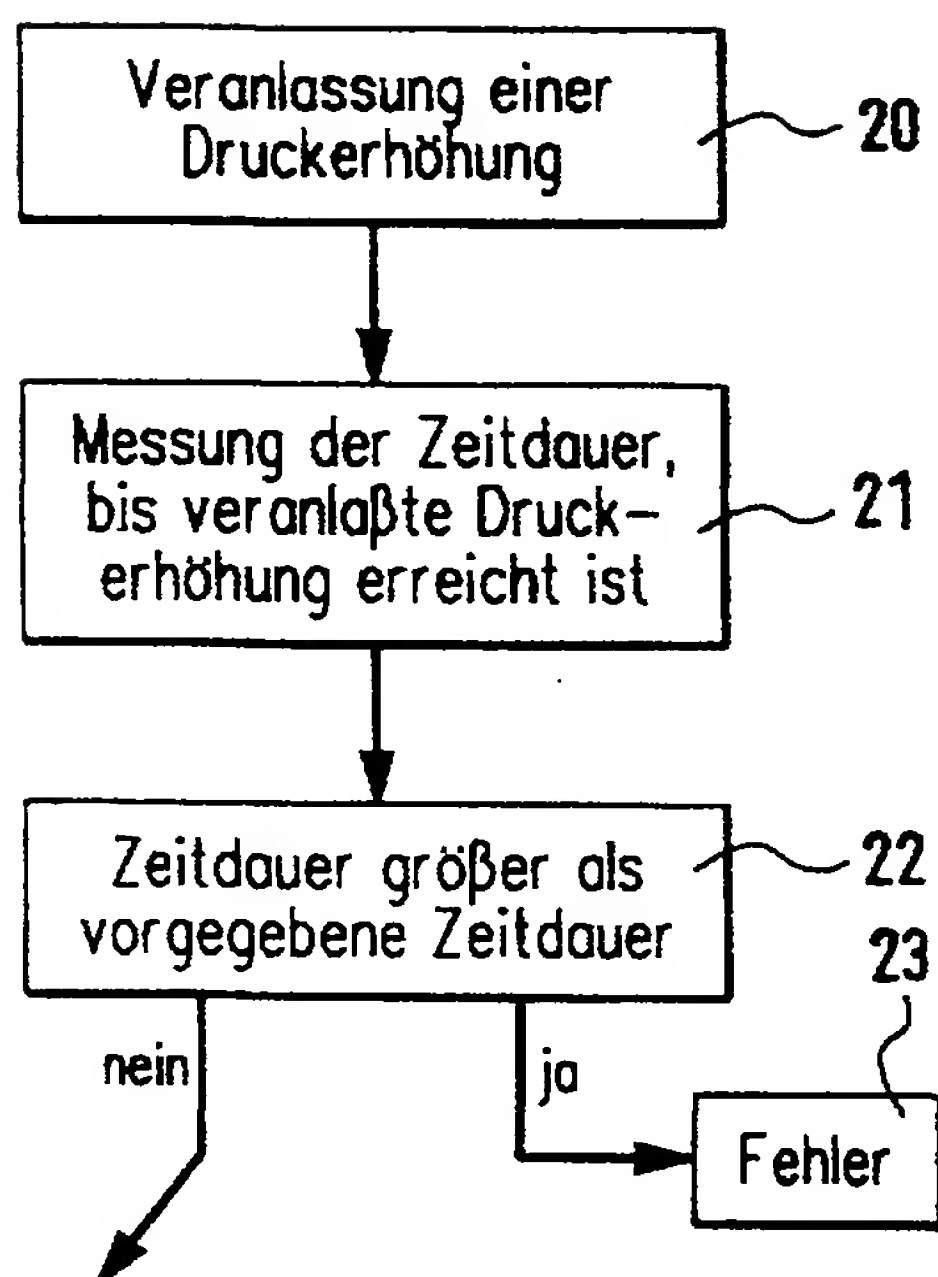 Veranlassung einer
Druckerhöhung
20
Messung der Zeitdauer,
bis veranlaßte Druck-
erhöhung erreicht ist
21
Zeitdauer größer als
vorgegebene Zeitdauer
22
23
nein
ja
Fehler